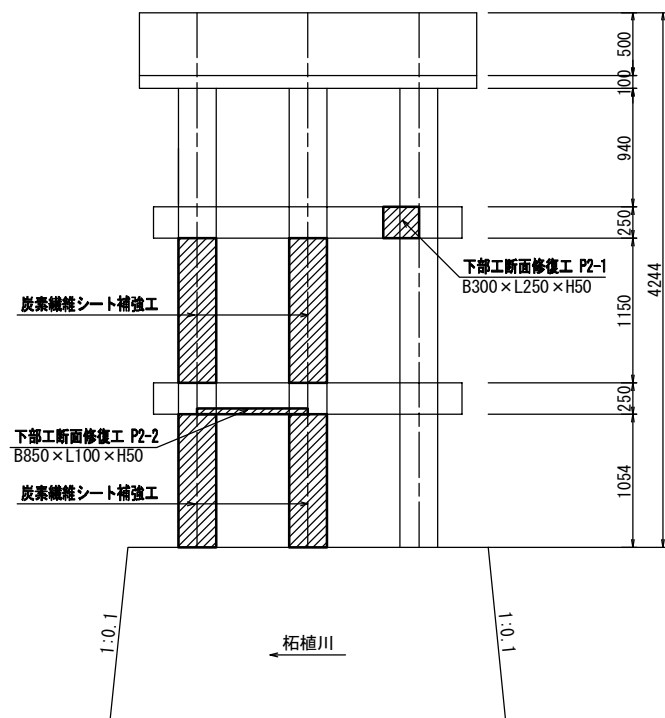 500
100
940
250
下部工断面修復工 P2-1
B300×L250×H50
4244
炭素繊維シート補強工
1150
250
下部工断面修復工 P2-2
B850×L100×H50
炭素繊維シート補強工
1054
1:0.1
1:0.1
柘植川